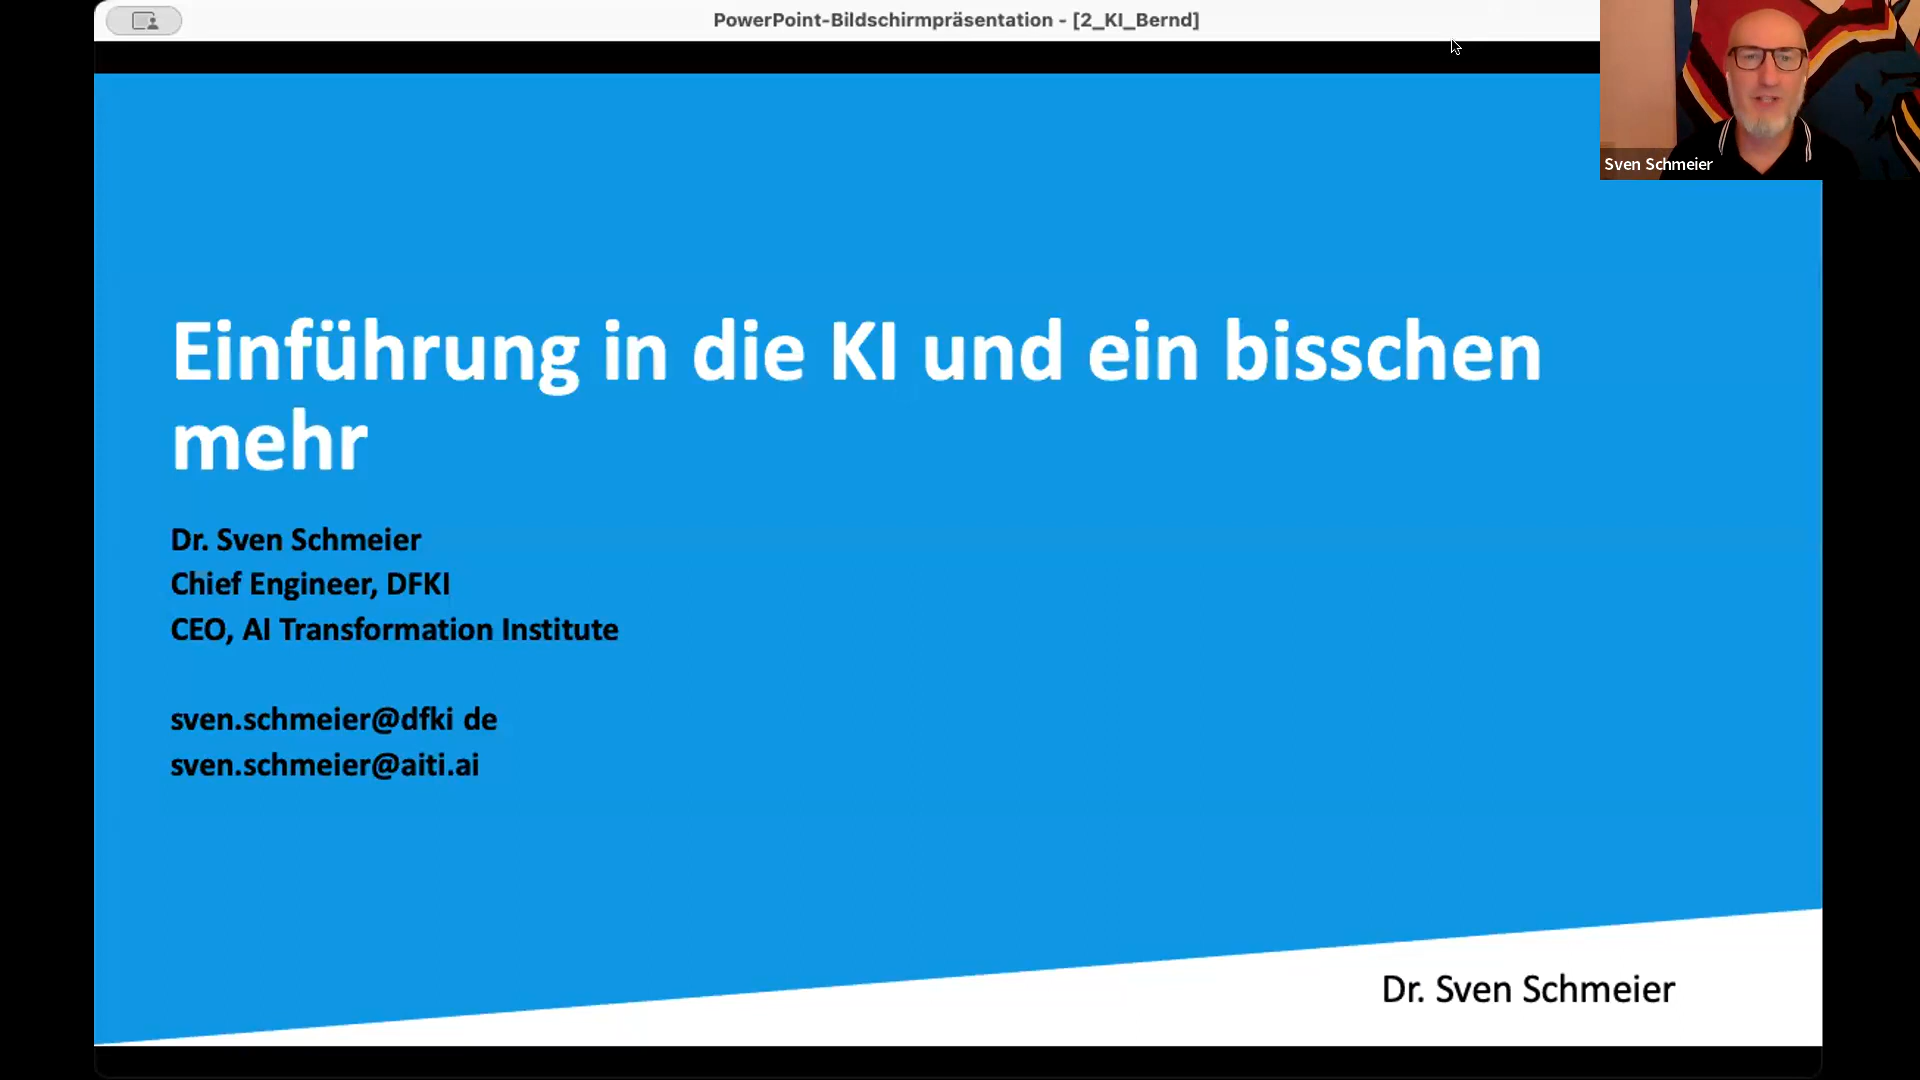 PowerPoint-Bildschirmpräsentation - [2_KI_Bernd]
Sven Schmeier
Einführung in die KI und ein bisschen
mehr
Dr. Sven Schmeier
Chief Engineer, DFKI
CEO, AI Transformation Institute
sven.schmeier@dfki de
sven.schmeier@aiti.ai
Dr. Sven Schmeier